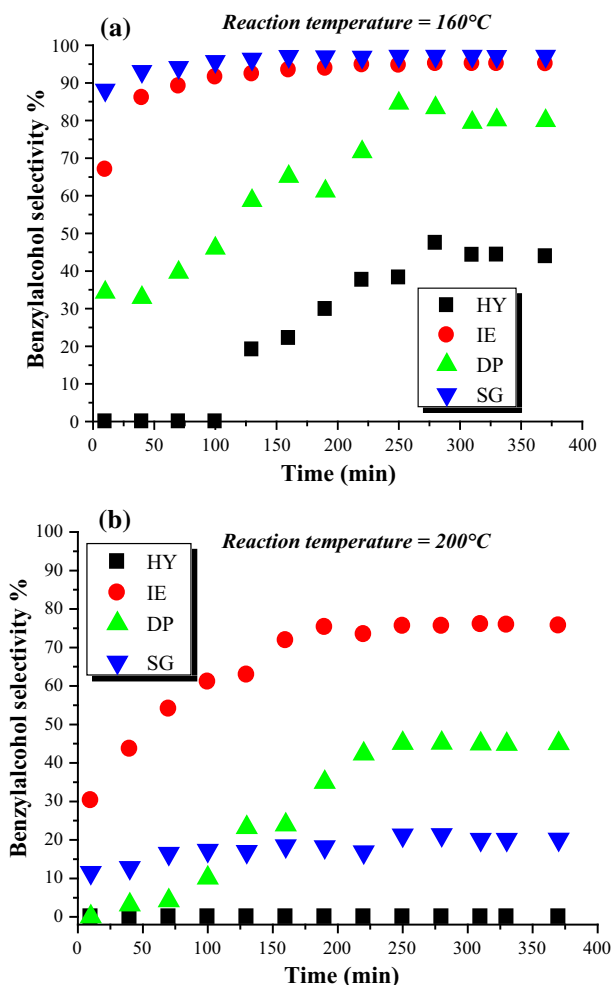 (a)
Reaction temperature = 160°C
Benzylalcohol selectivity %
100
90
80
70
60
50
40
30
20
10
0
HY
IE
DP
SG
0 50 100 150 200 250 300 350 400
Time (min)
(b)
Reaction temperature = 200°C
Benzylalcohol selectivity %
100
90
80
70
60
50
40
30
20
10
0
HY
IE
DP
SG
0 50 100 150 200 250 300 350 400
Time (min)